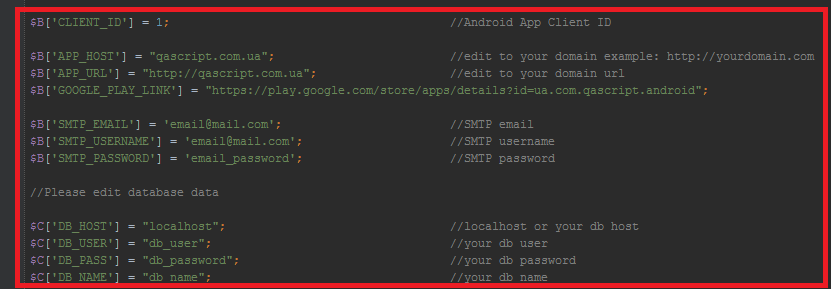 $B['CLIENT_ID'] = 1; //Android App Client ID
$B['APP_HOST'] = "qascript.com.ua"; //edit to your domain example: http://yourdomain.com
$B['APP_URL'] = "http://qascript.com.ua"; //edit to your domain url
$B['GOOGLE_PLAY_LINK'] = "https://play.google.com/store/apps/details?id=ua.com.qascript.android";
$B['SMTP_EMAIL'] = 'email@mail.com'; //SMTP email
$B['SMTP_USERNAME'] = 'email@mail.com'; //SMTP username
$B['SMTP_PASSWORD'] = 'email_password'; //SMTP password
//Please edit database data
$C['DB_HOST'] = "localhost"; //localhost or your db host
$C['DB_USER'] = "db_user"; //your db user
$C['DB_PASS'] = "db_password"; //your db password
$C['DB_NAME'] = "db_name"; //your db name